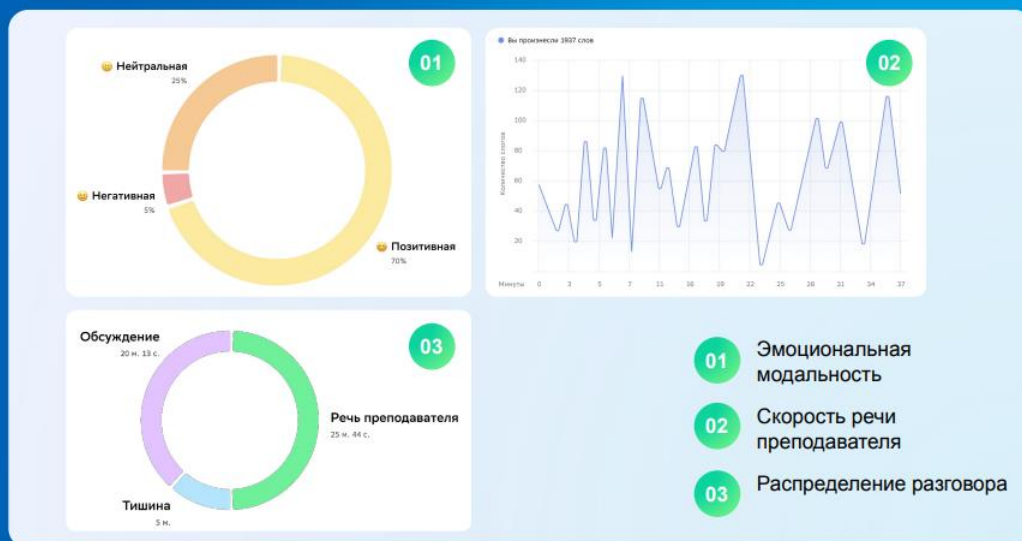 Нейтральная
25%
Негативная
5%
Позитивная
70%
01
Вы произнесли 1937 слов
02
140
120
100
80
60
40
20
Количество слогов
Минуты 0 3 5 7 11 16 19 22 25 28 31 34 37
Обсуждение
20 м. 13 с.
03
Речь преподавателя
25 м. 44 с.
Тишина
5 м.
01 Эмоциональная
модальность
02 Скорость речи
преподавателя
03 Распределение разговора